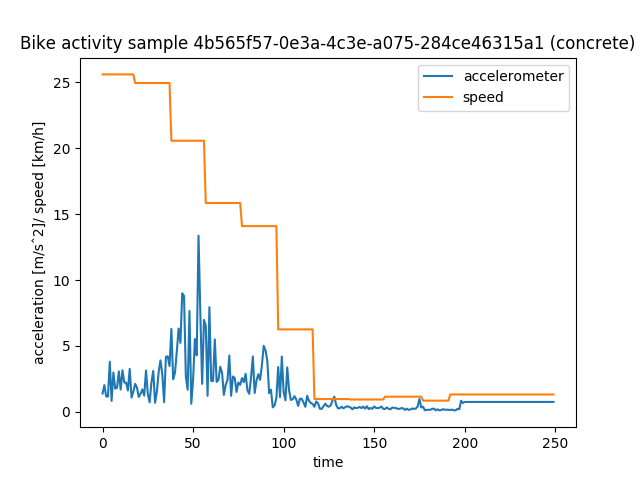 Bike activity sample 4b565f57-0e3a-4c3e-a075-284ce46315a1 (concrete)
accelerometer
speed
acceleration [m/s^2]/ speed [km/h]
25
20
15
10
5
0
0 50 100 150 200 250
time